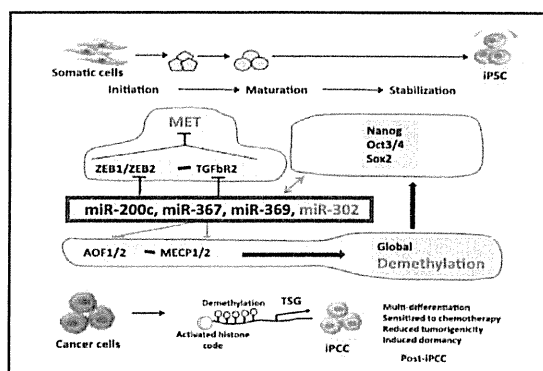 Somatic cells
iPSC
Initiation
Maturation
Stabilization
MET
ZEB1/ZEB2
TGFbR2
Nanog
Oct3/4
Sox2
miR-200c, miR-367, miR-369, miR-302
AOF1/2
MECP1/2
Global
Demethylation
Cancer cells
Demethylation
TSG
Activated histone
code
iPCC
Multi-differentiation
Sensitized to chemotherapy
Reduced tumorigenicity
Induced dormancy
Post-iPCC